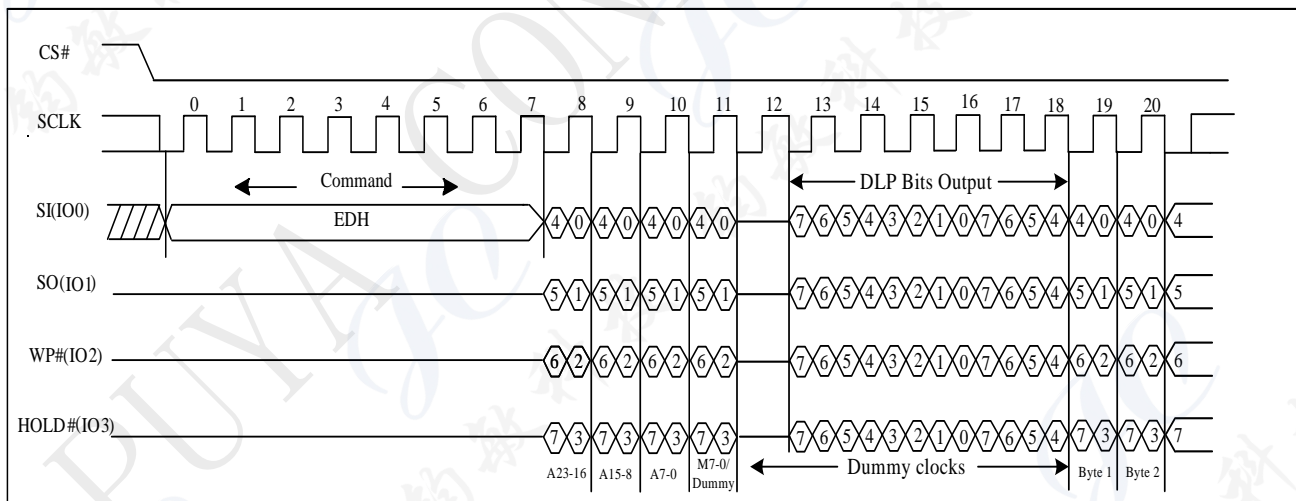 CS#
0 1 2 3 4 5 6 7 8 9 10 11 12 13 14 15 16 17 18 19 20
SCLK
Command
DLP Bits Output
SI(IO0)
EDH
4 0 4 0 4 0 4 0 7 6 5 4 3 2 1 0 7 6 5 4 4 0 4 0 4
SO(IO1)
5 1 5 1 5 1 5 1 7 6 5 4 3 2 1 0 7 6 5 4 5 1 5 1 5
WP#(IO2)
6 2 6 2 6 2 6 2 7 6 5 4 3 2 1 0 7 6 5 4 6 2 6 2 6
HOLD#(IO3)
7 3 7 3 7 3 7 3 7 6 5 4 3 2 1 0 7 6 5 4 7 3 7 3 7
A23-16 A15-8 A7-0 M7-0/
Dummy
Dummy clocks
Byte 1 Byte 2
PUYA CON